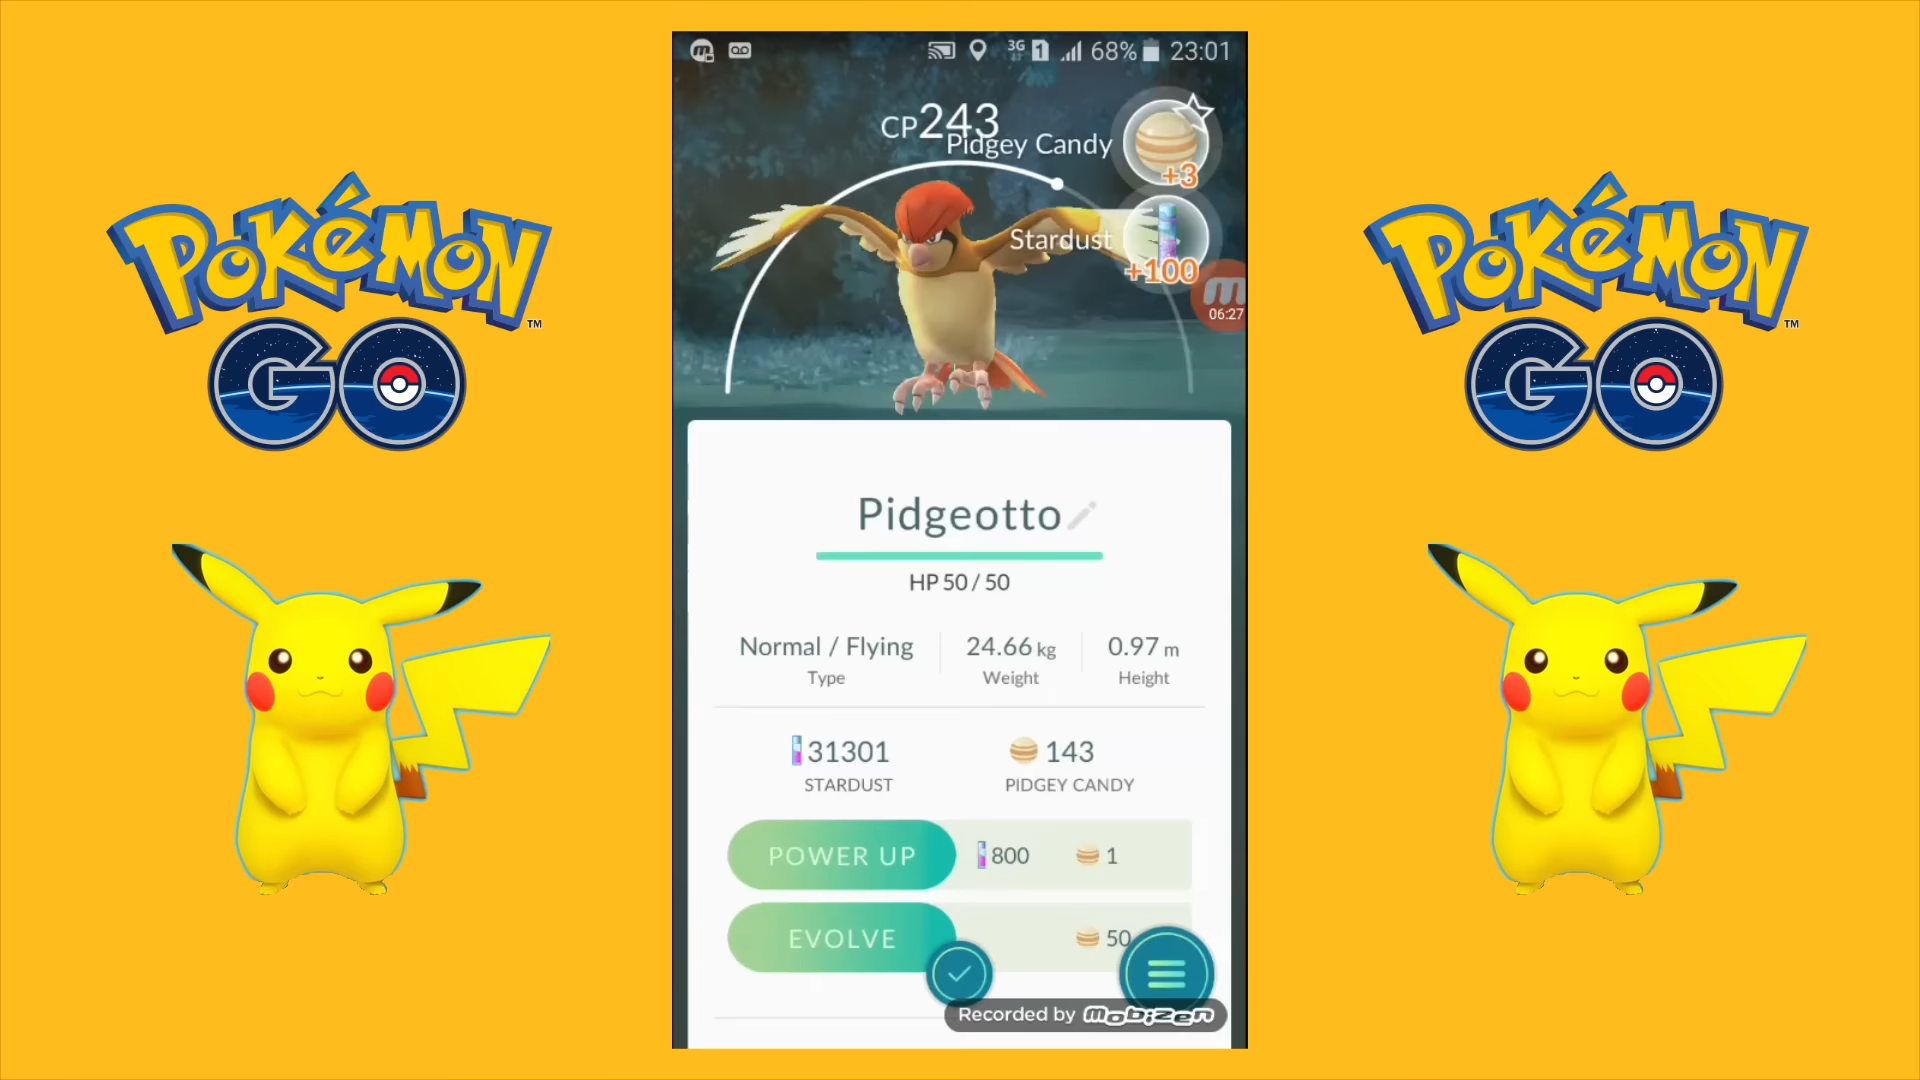 POKéMON
TM
GO
3G
1
68%
23:01
CP243
Pidgey Candy
+3
Stardust
+100
06:27
Pidgeotto
HP 50 / 50
Normal / Flying
Type
24.66 kg
Weight
0.97 m
Height
31301
STARDUST
143
PIDGEY CANDY
POWER UP
800
1
EVOLVE
50
Recorded by mobizen
POKéMON
TM
GO